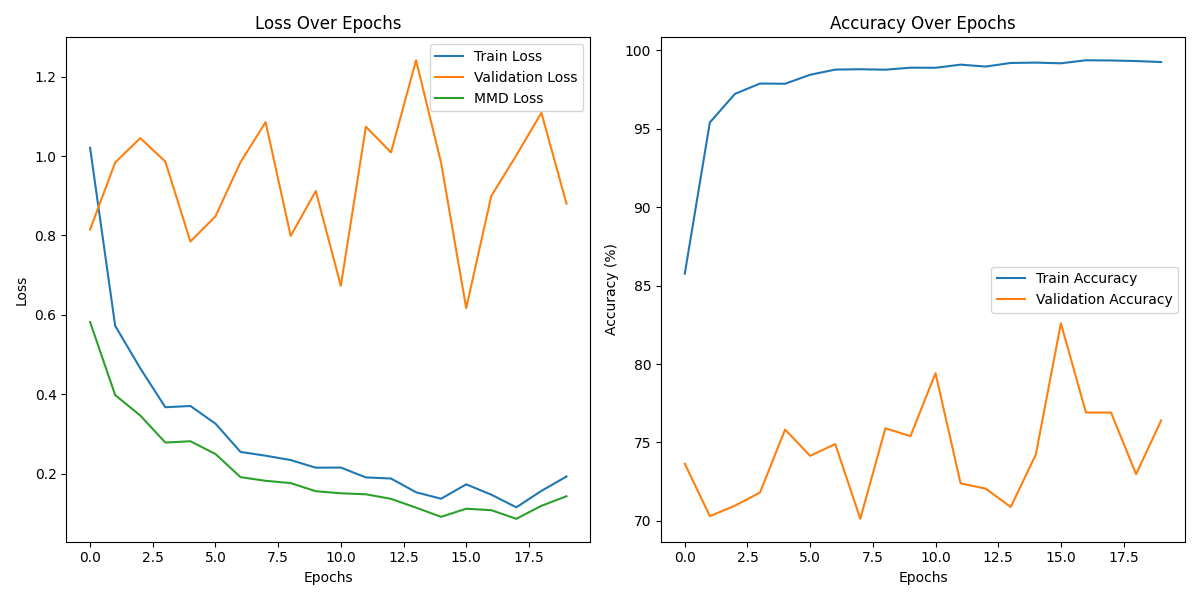 Loss Over Epochs
Train Loss
Validation Loss
MMD Loss
1.2
1.0
0.8
0.6
0.4
0.2
Loss
0.0 2.5 5.0 7.5 10.0 12.5 15.0 17.5
Epochs
Accuracy Over Epochs
Train Accuracy
Validation Accuracy
100
95
90
85
80
75
70
Accuracy (%)
0.0 2.5 5.0 7.5 10.0 12.5 15.0 17.5
Epochs